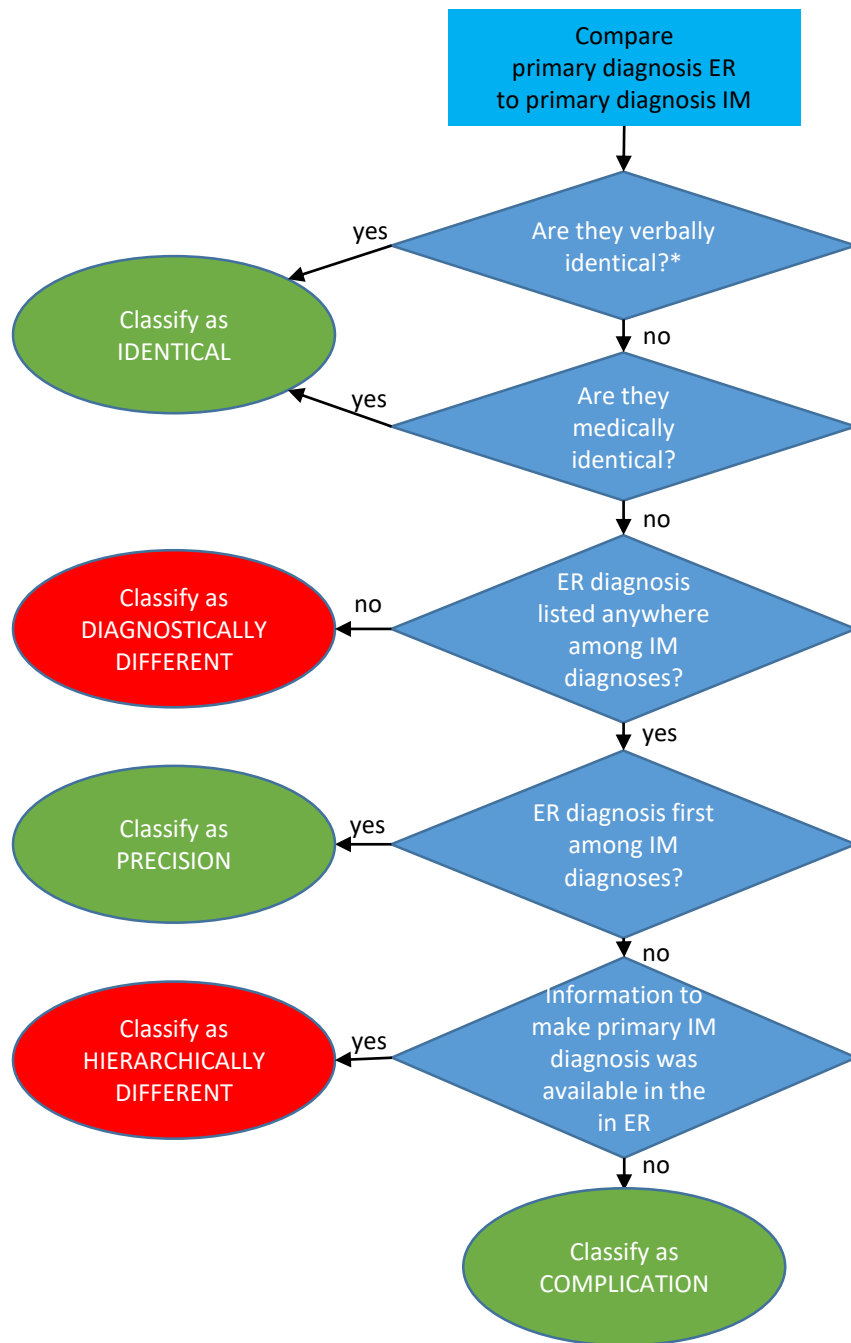 Compare
primary diagnosis ER
to primary diagnosis IM
yes
Are they verbally
identical?*
Classify as
IDENTICAL
no
yes
Are they
medically
identical?
no
Classify as
DIAGNOSTICALLY
DIFFERENT
no
ER diagnosis
listed anywhere
among IM
diagnoses?
yes
Classify as
PRECISION
yes
ER diagnosis first
among IM
diagnoses?
no
Classify as
HIERARCHICALLY
DIFFERENT
yes
Information to
make primary IM
diagnosis was
available in the
in ER
no
Classify as
COMPLICATION